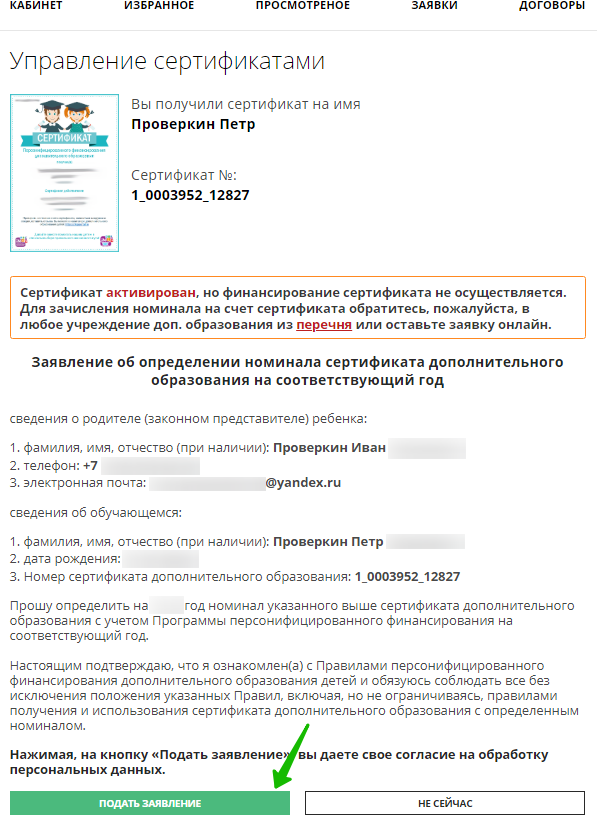 КАБИНЕТ ИЗБРАННОЕ ПРОСМОТРЕНОЕ ЗАЯВКИ ДОГОВОРЫ
Управление сертификатами
Вы получили сертификат на имя
Проверкин Петр
СЕРТИФИКАТ
Сертификат №:
1_0003952_12827
Сертификат активирован, но финансирование сертификата не осуществляется.
Для зачисления номинала на счет сертификата обратитесь, пожалуйста, в
любое учреждение доп. образования из перечня или оставьте заявку онлайн.
Заявление об определении номинала сертификата дополнительного
образования на соответствующий год
сведения о родителе (законном представителе) ребенка:
1. фамилия, имя, отчество (при наличии): Проверкин Иван
2. телефон: +7
3. электронная почта: @yandex.ru
сведения об обучающемся:
1. фамилия, имя, отчество (при наличии): Проверкин Петр
2. дата рождения:
3. Номер сертификата дополнительного образования: 1_0003952_12827
Прошу определить на год номинал указанного выше сертификата дополнительного
образования с учетом Программы персонифицированного финансирования на
соответствующий год.
Настоящим подтверждаю, что я ознакомлен(а) с Правилами персонифицированного
финансирования дополнительного образования детей и обязуюсь соблюдать все без
исключения положения указанных Правил, включая, но не ограничиваясь, правилами
получения и использования сертификата дополнительного образования с определенным
номиналом.
Нажимая, на кнопку «Подать заявление», вы даете свое согласие на обработку
персональных данных.
ПОДАТЬ ЗАЯВЛЕНИЕ НЕ СЕЙЧАС